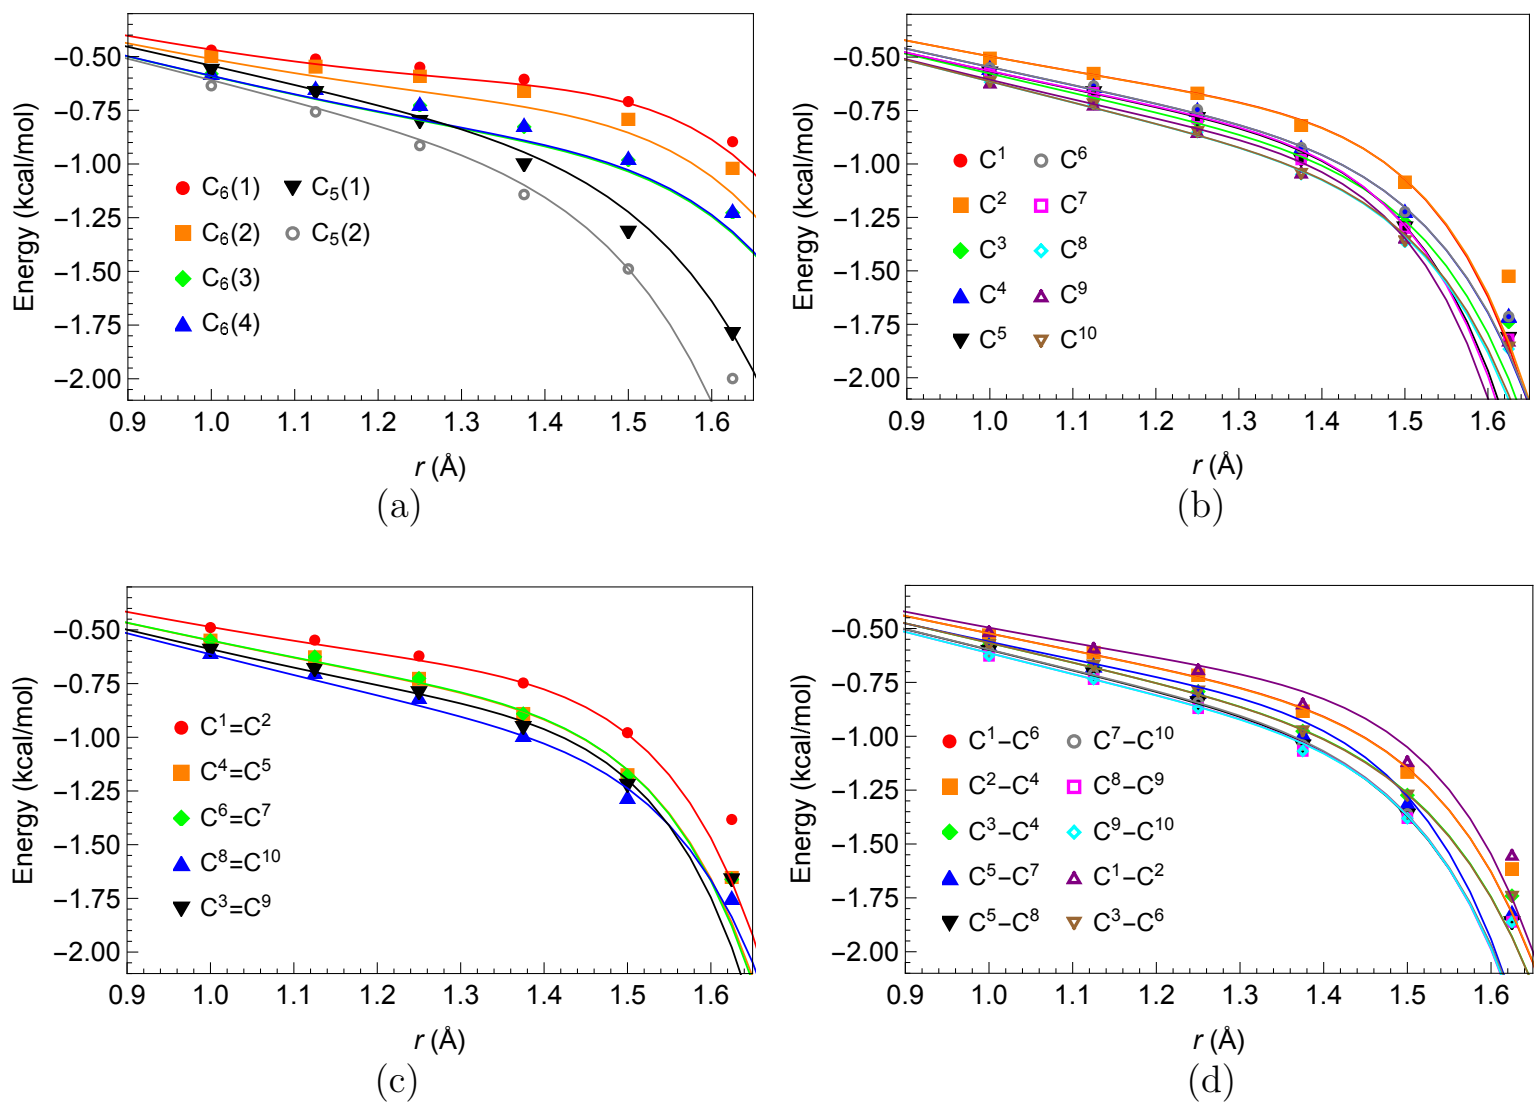 −0.50
−0.75
−1.00
−1.25
−1.50
−1.75
−2.00
Energy (kcal/mol)
C₆(1) C₅(1)
C₆(2) C₅(2)
C₆(3)
C₆(4)
0.9 1.0 1.1 1.2 1.3 1.4 1.5 1.6
r (Å)
(a)
−0.50
−0.75
−1.00
−1.25
−1.50
−1.75
−2.00
Energy (kcal/mol)
C¹ C⁶
C² C⁷
C³ C⁸
C⁴ C⁹
C⁵ C¹⁰
0.9 1.0 1.1 1.2 1.3 1.4 1.5 1.6
r (Å)
(b)
−0.50
−0.75
−1.00
−1.25
−1.50
−1.75
−2.00
Energy (kcal/mol)
C¹=C²
C⁴=C⁵
C⁶=C⁷
C⁸=C¹⁰
C³=C⁹
0.9 1.0 1.1 1.2 1.3 1.4 1.5 1.6
r (Å)
(c)
−0.50
−0.75
−1.00
−1.25
−1.50
−1.75
−2.00
Energy (kcal/mol)
C¹−C⁶ C⁷−C¹⁰
C²−C⁴ C⁸−C⁹
C³−C⁴ C⁹−C¹⁰
C⁵−C⁷ C¹−C²
C⁵−C⁸ C³−C⁶
0.9 1.0 1.1 1.2 1.3 1.4 1.5 1.6
r (Å)
(d)